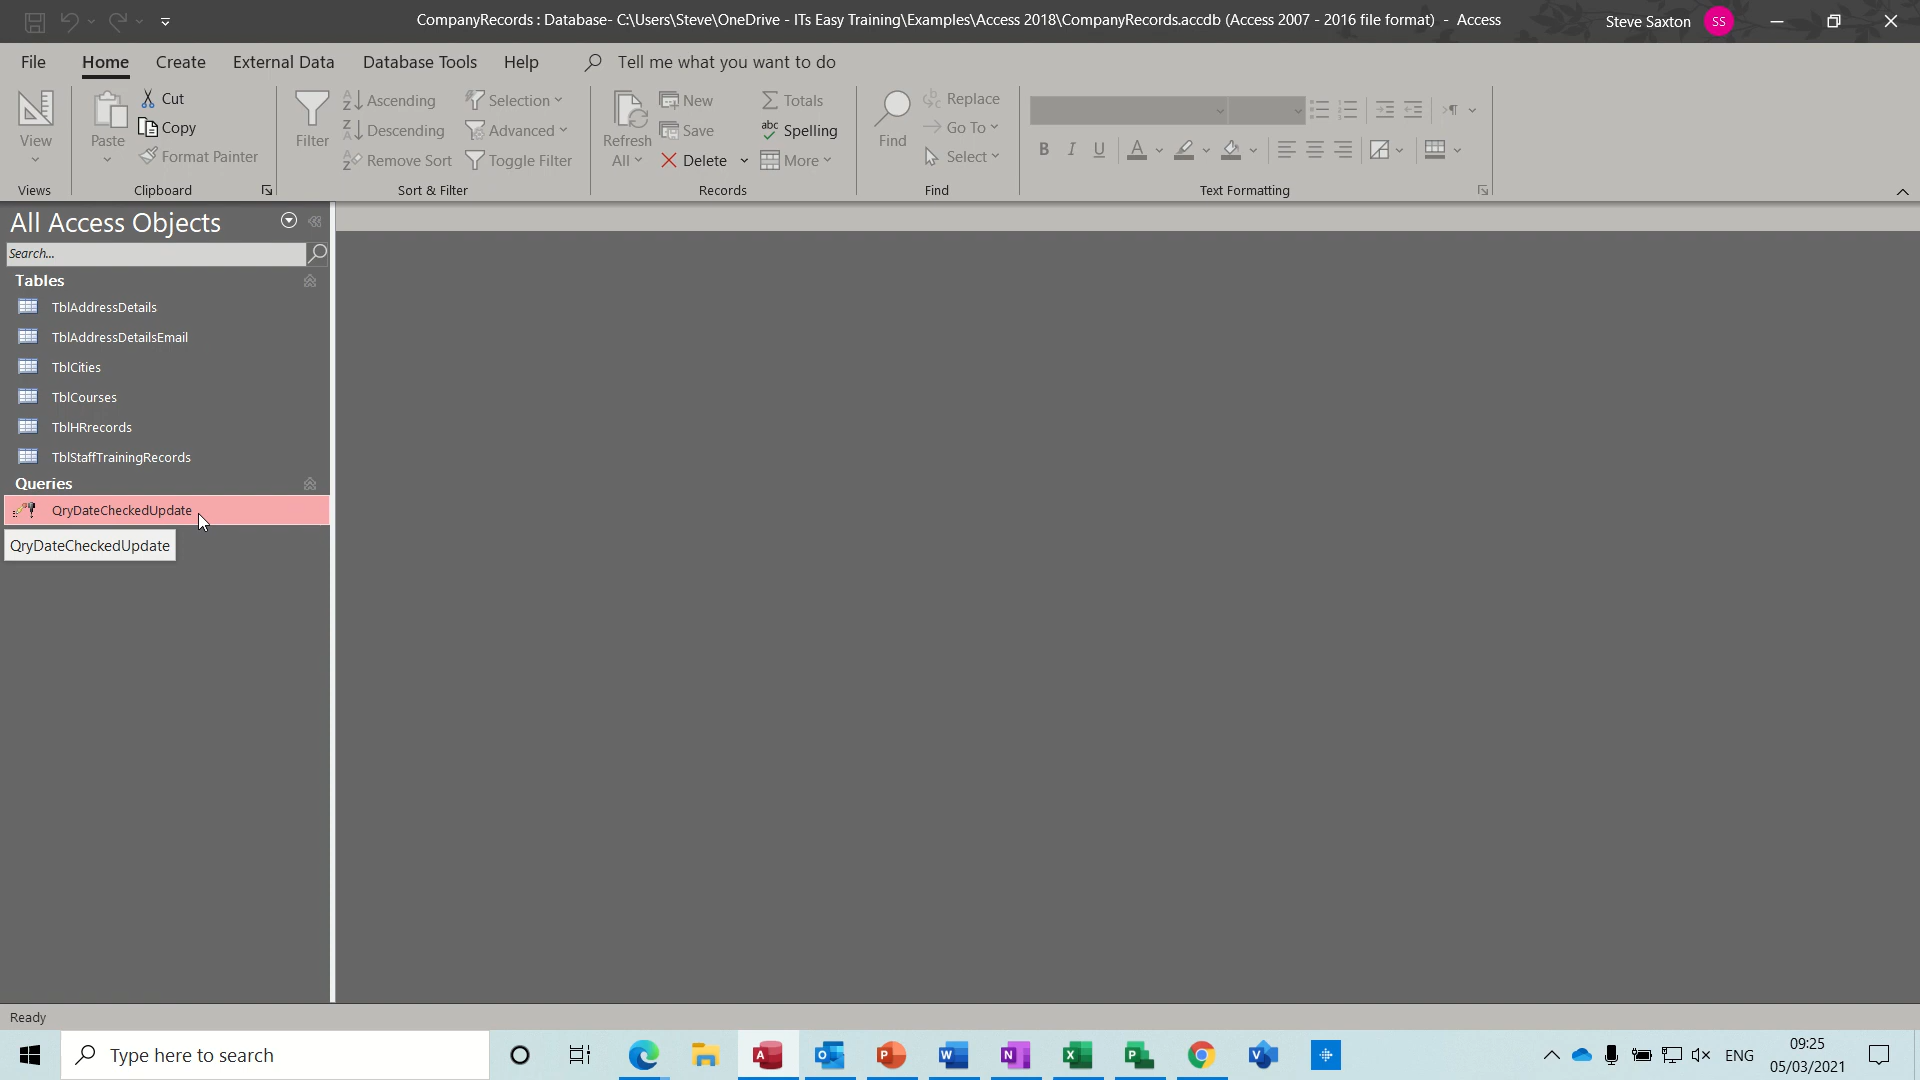 CompanyRecords : Database- C:\Users\Steve\OneDrive - ITs Easy Training\Examples\Access 2018\CompanyRecords.accdb (Access 2007 - 2016 file format) - Access
Steve Saxton SS
File Home Create External Data Database Tools Help Tell me what you want to do
View
Views
Paste
Cut
Copy
Format Painter
Clipboard
Filter
Ascending
Descending
Remove Sort
Selection
Advanced
Toggle Filter
Sort & Filter
Refresh
All
New
Save
Delete
Totals
Spelling
More
Records
Find
Replace
Go To
Select
Find
B I U A
Text Formatting
All Access Objects
Search...
Tables
TblAddressDetails
TblAddressDetailsEmail
TblCities
TblCourses
TblHRrecords
TblStaffTrainingRecords
Queries
QryDateCheckedUpdate
QryDateCheckedUpdate
Ready
Type here to search
ENG
09:25
05/03/2021